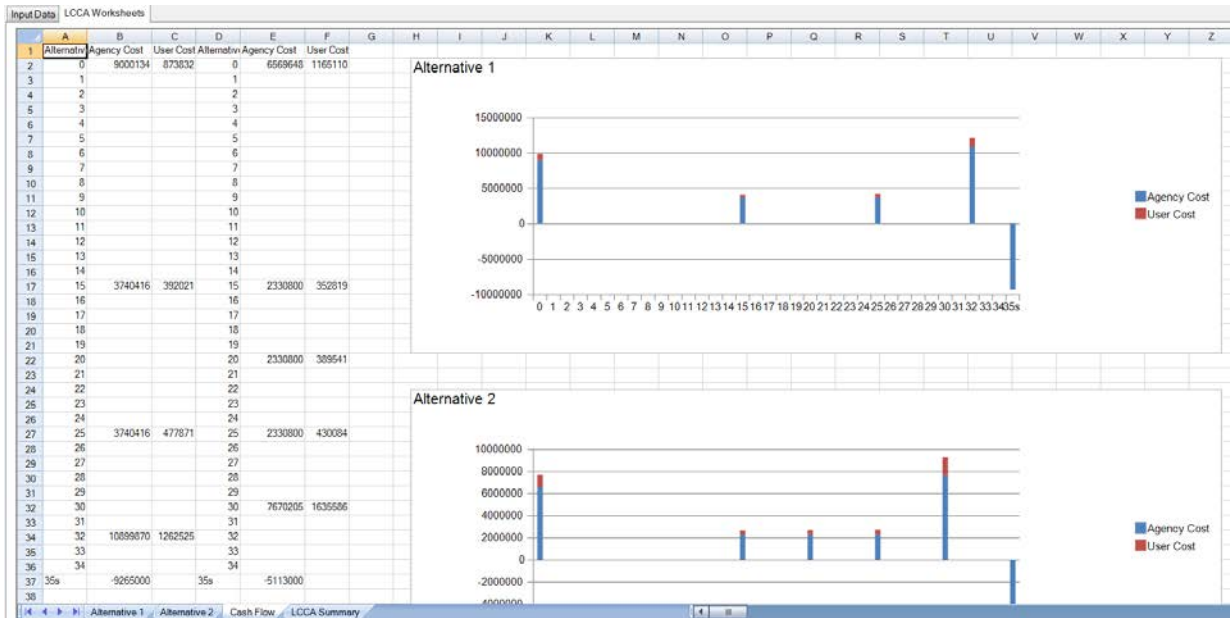 Input Data LCCA Worksheets
A B C D E F G H I J K L M N O P Q R S T U V W X Y Z
1 Alternativ Agency Cost User Cost Alternativ Agency Cost User Cost
2 0 9000134 873832 0 6569648 1165110
3 1 1
4 2 2
5 3 3
6 4 4
7 5 5
8 6 6
9 7 7
10 8 8
11 9 9
12 10 10
13 11 11
14 12 12
15 13 13
16 14 14
17 15 3740416 392021 15 2330800 352819
18 16 16
19 17 17
20 18 18
21 19 19
22 20 20 2330800 389541
23 21 21
24 22 22
25 23 23
26 24 24
27 25 3740416 477871 25 2330800 430084
28 26 26
29 27 27
30 28 28
31 29 29
32 30 30 7670205 1635586
33 31 31
34 32 10899870 1262525 32
35 33 33
36 34 34
37 35s -9265000 35s -5113000
38
Alternative 1
15000000
10000000
5000000
0
-5000000
-10000000
0 1 2 3 4 5 6 7 8 9 10 11 12 13 14 15 16 17 18 19 20 21 22 23 24 25 26 27 28 29 30 31 32 33 34 35s
Agency Cost
User Cost
Alternative 2
10000000
8000000
6000000
4000000
2000000
0
-2000000
-4000000
Agency Cost
User Cost
Alternative 1 Alternative 2 Cash Flow LCCA Summary